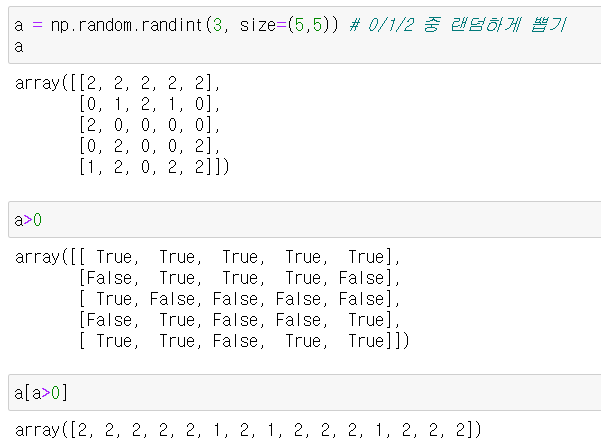 a = np.random.randint(3, size=(5,5)) # 0/1/2 중 랜덤하게 뽑기
a
array([[2, 2, 2, 2, 2],
       [0, 1, 2, 1, 0],
       [2, 0, 0, 0, 0],
       [0, 2, 0, 0, 2],
       [1, 2, 0, 2, 2]])
a>0
array([[ True,  True,  True,  True,  True],
       [False,  True,  True,  True, False],
       [ True, False, False, False, False],
       [False,  True, False, False,  True],
       [ True,  True, False,  True,  True]])
a[a>0]
array([2, 2, 2, 2, 2, 1, 2, 1, 2, 2, 2, 1, 2, 2, 2])